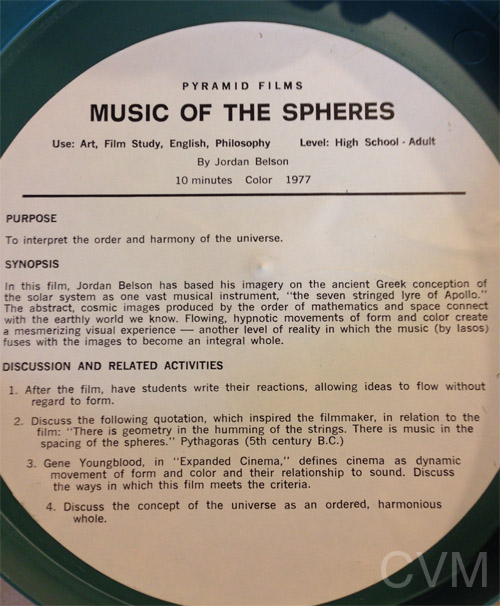 PYRAMID FILMS
MUSIC OF THE SPHERES
Use: Art, Film Study, English, Philosophy Level: High School - Adult
By Jordan Belson
10 minutes Color 1977
PURPOSE
To interpret the order and harmony of the universe.
SYNOPSIS
In this film, Jordan Belson has based his imagery on the ancient Greek conception of
the solar system as one vast musical instrument, "the seven stringed lyre of Apollo."
The abstract, cosmic images produced by the order of mathematics and space connect
with the earthly world we know. Flowing, hypnotic movements of form and color create
a mesmerizing visual experience — another level of reality in which the music (by Iasos)
fuses with the images to become an integral whole.
DISCUSSION AND RELATED ACTIVITIES
1. After the film, have students write their reactions, allowing ideas to flow without
regard to form.
2. Discuss the following quotation, which inspired the filmmaker, in relation to the
film: "There is geometry in the humming of the strings. There is music in the
spacing of the spheres." Pythagoras (5th century B.C.)
3. Gene Youngblood, in "Expanded Cinema," defines cinema as dynamic
movement of form and color and their relationship to sound. Discuss
the ways in which this film meets the criteria.
4. Discuss the concept of the universe as an ordered, harmonious
whole.
CVM